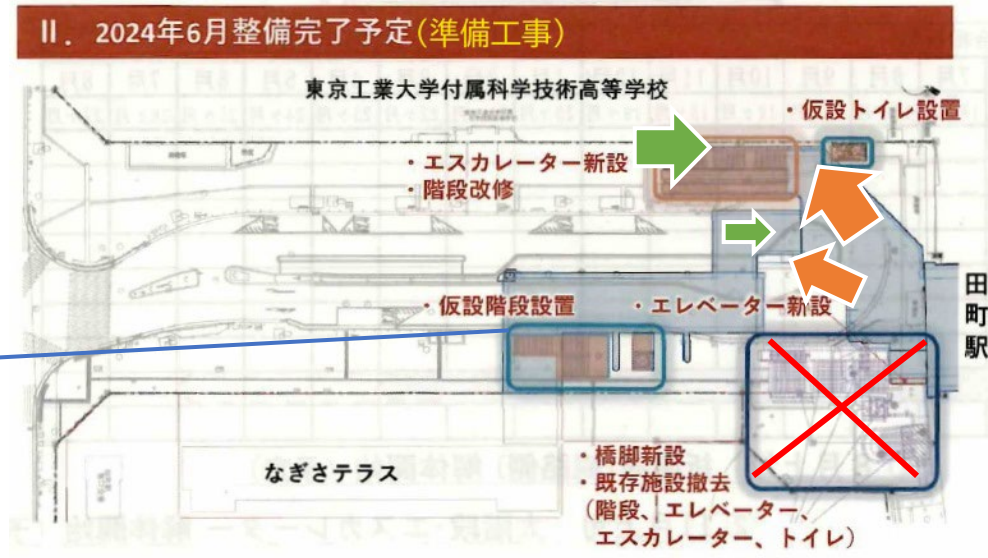 Ⅱ．2024年6月整備完了予定(準備工事)
東京工業大学付属科学技術高等学校
・仮設トイレ設置
・エスカレーター新設
・階段改修
・仮設階段設置
・エレベーター新設
田町駅
なぎさテラス
・橋脚新設
・既存施設撤去
（階段、エレベーター、
エスカレーター、トイレ）